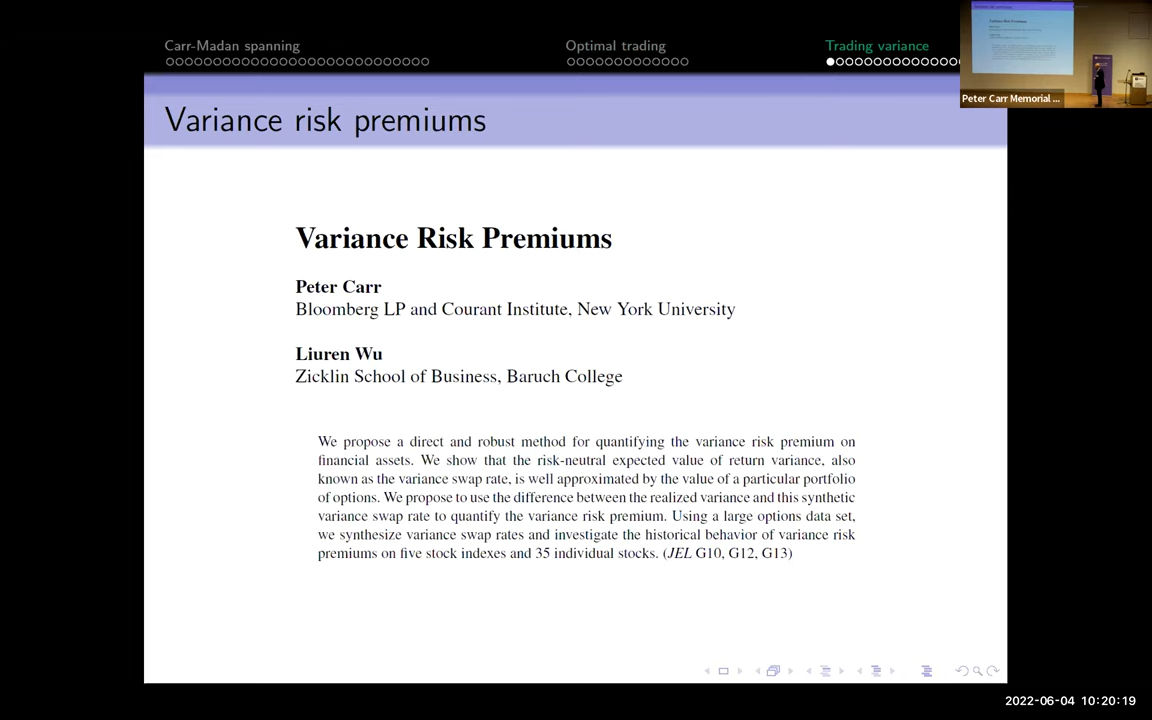 Carr-Madan spanning
Optimal trading
Trading variance
Peter Carr Memorial ...
Variance risk premiums
Variance Risk Premiums
Peter Carr
Bloomberg LP and Courant Institute, New York University
Liuren Wu
Zicklin School of Business, Baruch College
We propose a direct and robust method for quantifying the variance risk premium on
financial assets. We show that the risk-neutral expected value of return variance, also
known as the variance swap rate, is well approximated by the value of a particular portfolio
of options. We propose to use the difference between the realized variance and this synthetic
variance swap rate to quantify the variance risk premium. Using a large options data set,
we synthesize variance swap rates and investigate the historical behavior of variance risk
premiums on five stock indexes and 35 individual stocks. (JEL G10, G12, G13)
2022-06-04 10:20:19